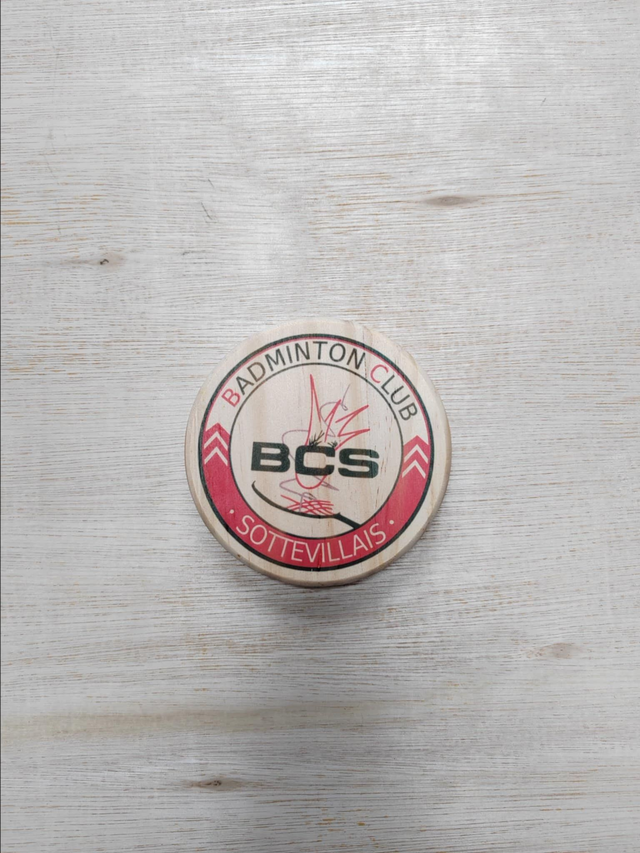 BADMINTON CLUB
BCS
· SOTTEVILLAIS ·